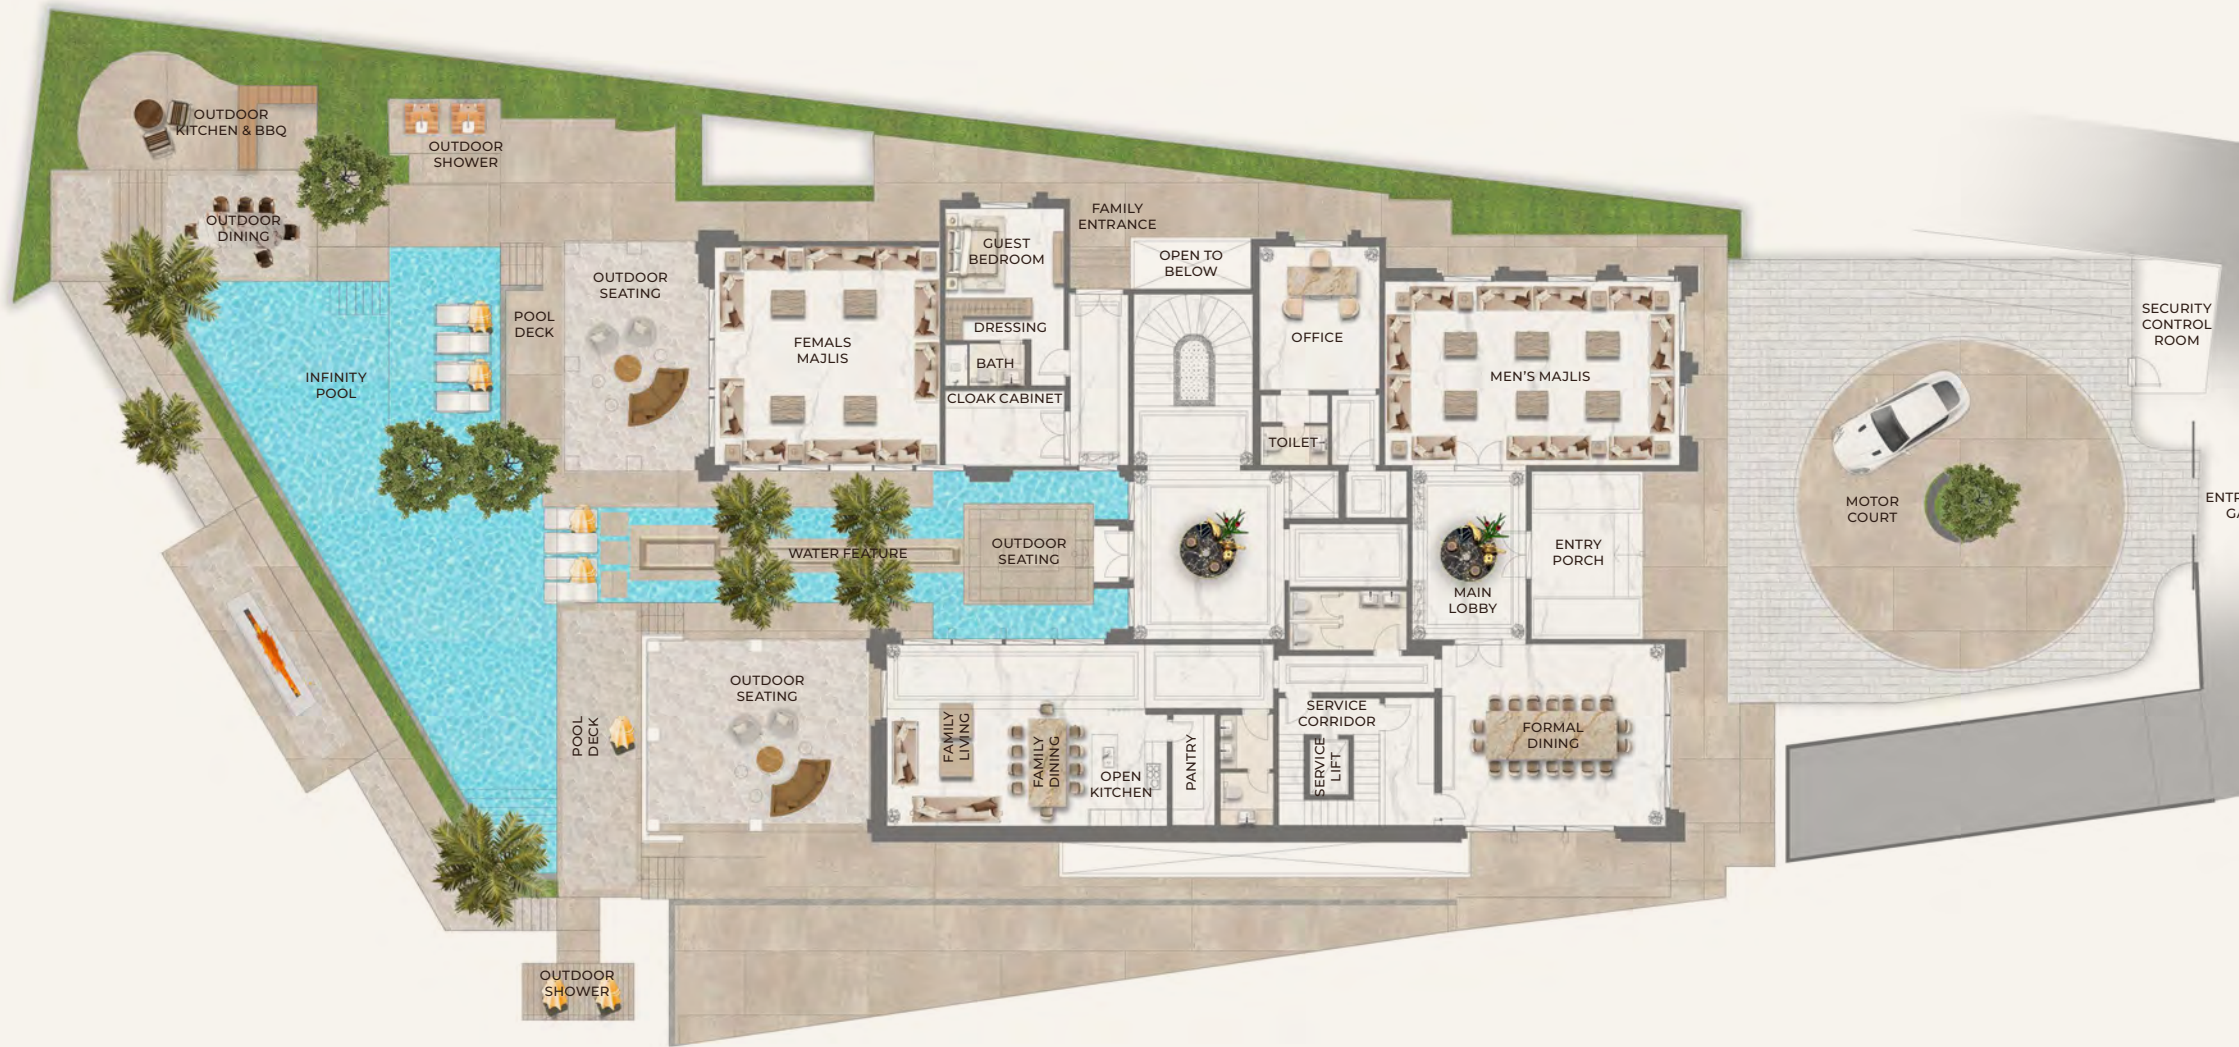 OUTDOOR
KITCHEN & BBQ
OUTDOOR
SHOWER
OUTDOOR
DINING
INFINITY
POOL
POOL
DECK
OUTDOOR
SEATING
FEMALS
MAJLIS
GUEST
BEDROOM
DRESSING
BATH
CLOAK CABINET
FAMILY
ENTRANCE
OPEN TO
BELOW
OFFICE
TOILET
MEN'S MAJLIS
SECURITY
CONTROL
ROOM
MOTOR
COURT
WATER FEATURE
OUTDOOR
SEATING
MAIN
LOBBY
ENTRY
PORCH
POOL
DECK
OUTDOOR
SEATING
FAMILY
LIVING
FAMILY
DINING
OPEN
KITCHEN
PANTRY
SERVICE
CORRIDOR
SERVICE
LIFT
FORMAL
DINING
OUTDOOR
SHOWER